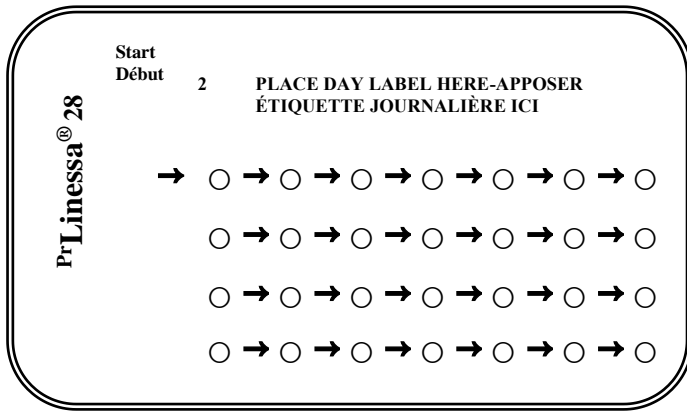 Start
Début
2 PLACE DAY LABEL HERE-APPOSER
ÉTIQUETTE JOURNALIÈRE ICI
PrLinessa® 28